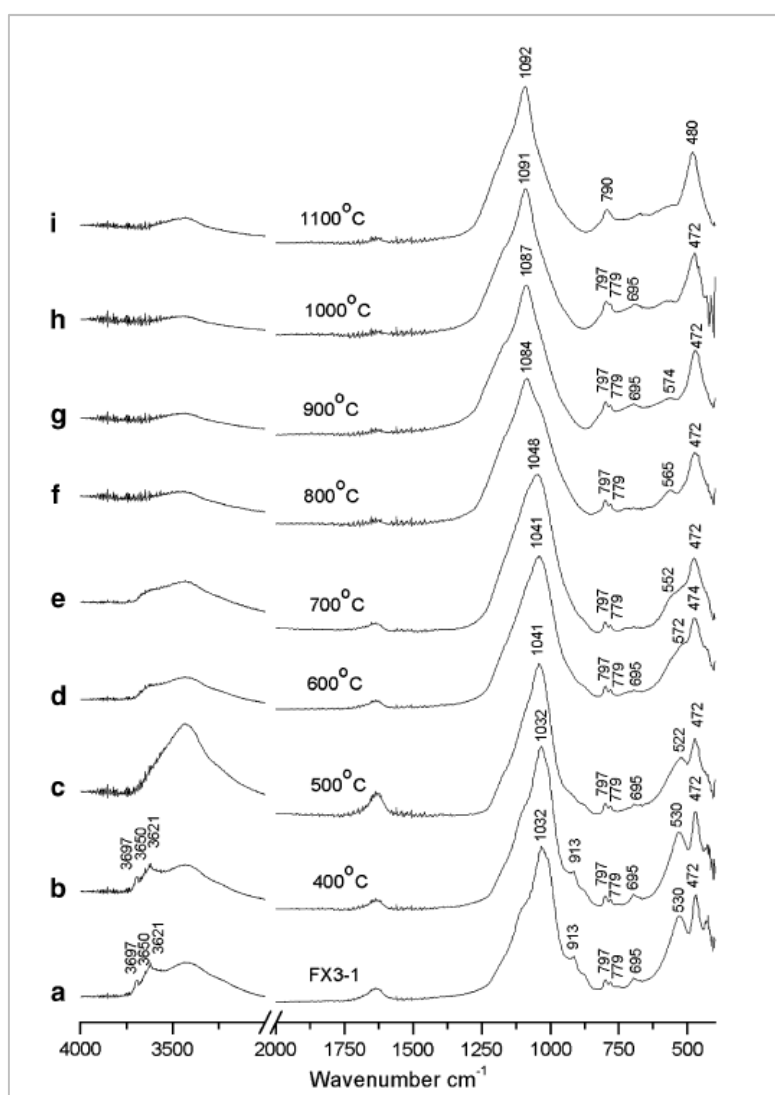 1092
480
790
i
1100°C
1091
472
797
779
695
h
1000°C
1087
472
797
779
695
574
g
900°C
1084
472
797
779
565
f
800°C
1048
472
797
779
552
e
700°C
1041
474
797
779
695
572
d
600°C
1041
472
797
779
695
522
c
500°C
1032
472
3697
3650
3621
913
797
779
695
530
b
400°C
1032
472
3697
3650
3621
913
797
779
695
530
a
FX3-1
4000 3500 2000 1750 1500 1250 1000 750 500
Wavenumber cm⁻¹